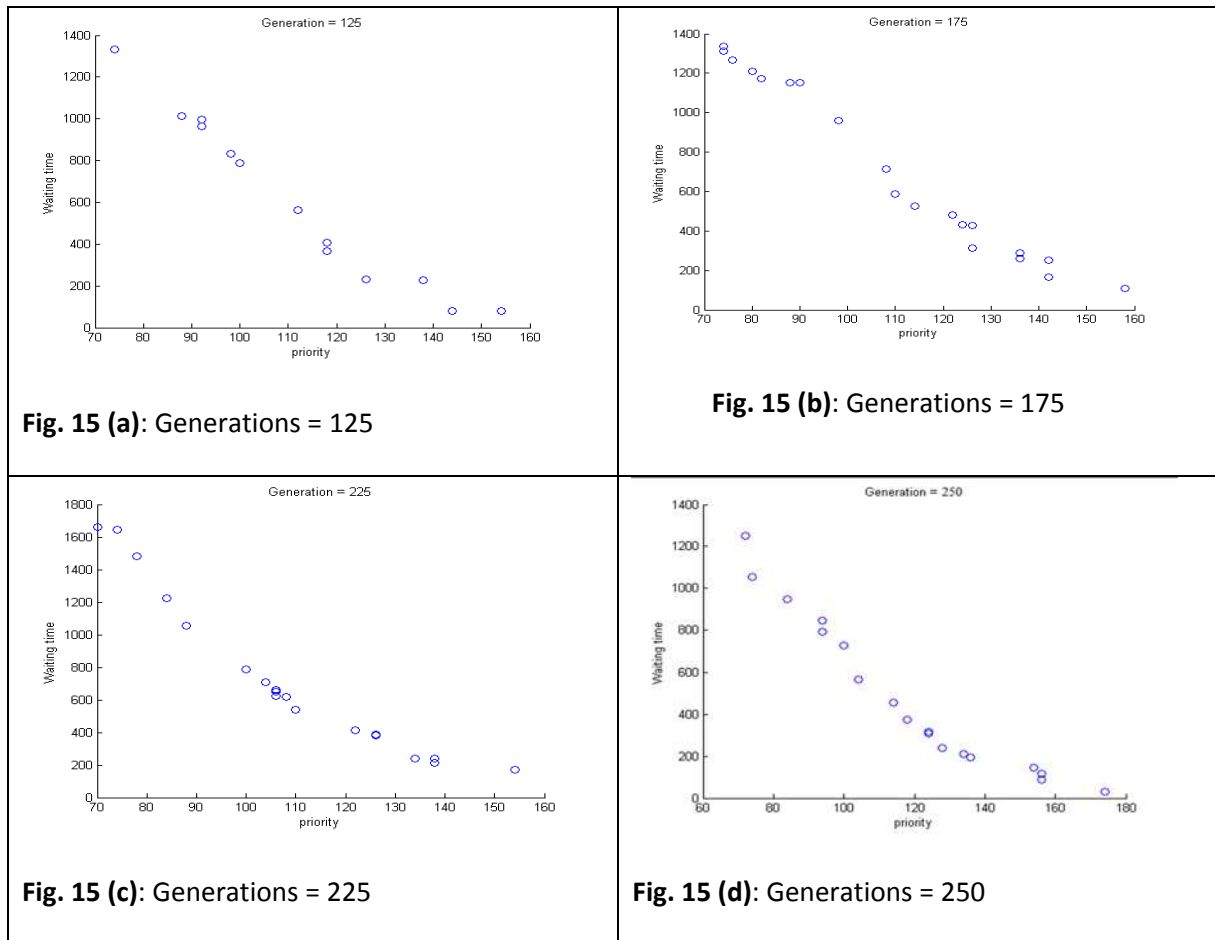 Generation = 125
1400
1200
1000
800
600
400
200
0
Waiting time
70 80 90 100 110 120 130 140 150 160
priority
Fig. 15 (a): Generations = 125
Generation = 175
1400
1200
1000
800
600
400
200
0
Waiting time
70 80 90 100 110 120 130 140 150 160
priority
Fig. 15 (b): Generations = 175
Generation = 225
1800
1600
1400
1200
1000
800
600
400
200
0
Waiting time
70 80 90 100 110 120 130 140 150 160
priority
Fig. 15 (c): Generations = 225
Generation = 250
1400
1200
1000
800
600
400
200
0
Waiting time
60 80 100 120 140 160 180
priority
Fig. 15 (d): Generations = 250